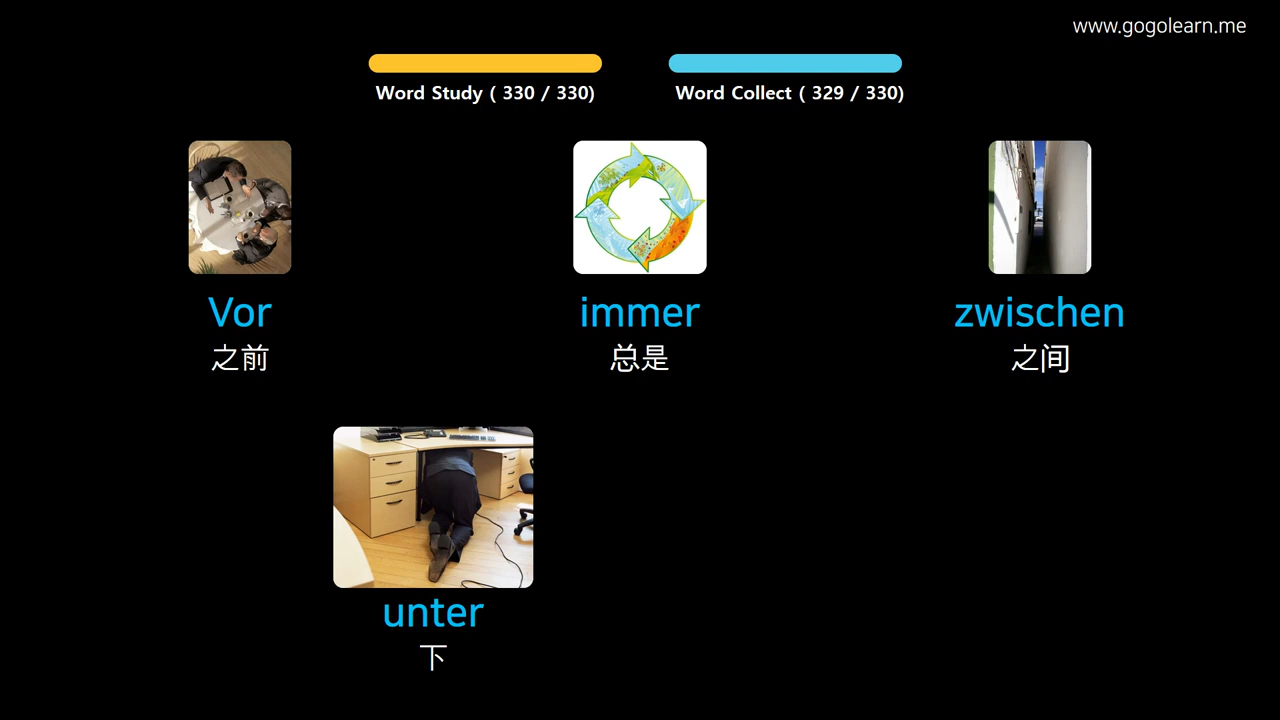 www.gogolearn.me
Word Study ( 330 / 330)
Word Collect ( 329 / 330)
Vor
之前
immer
总是
zwischen
之间
unter
下